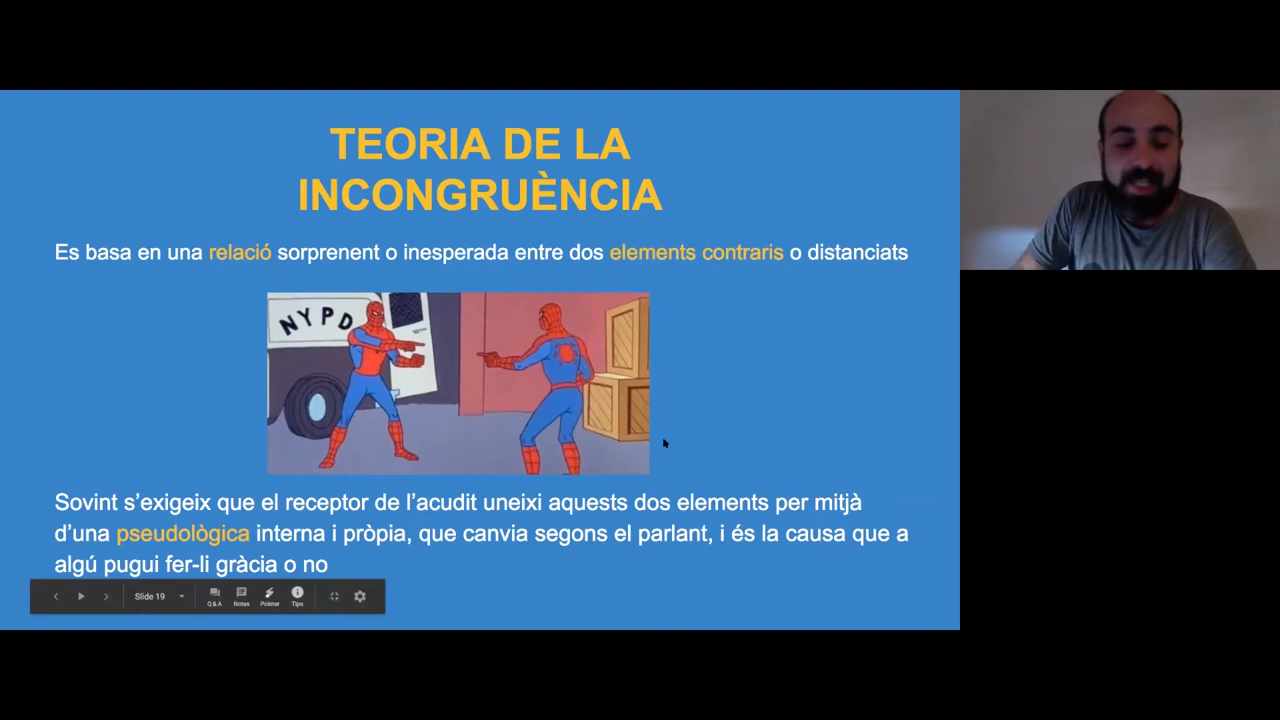 TEORIA DE LA
INCONGRUÈNCIA
Es basa en una relació sorprenent o inesperada entre dos elements contraris o distanciats
NYPD
Sovint s’exigeix que el receptor de l’acudit uneixi aquests dos elements per mitjà
d’una pseudològica interna i pròpia, que canvia segons el parlant, i és la causa que a
algú pugui fer-li gràcia o no
Slide 19
Q & A Notes Pointer Tips